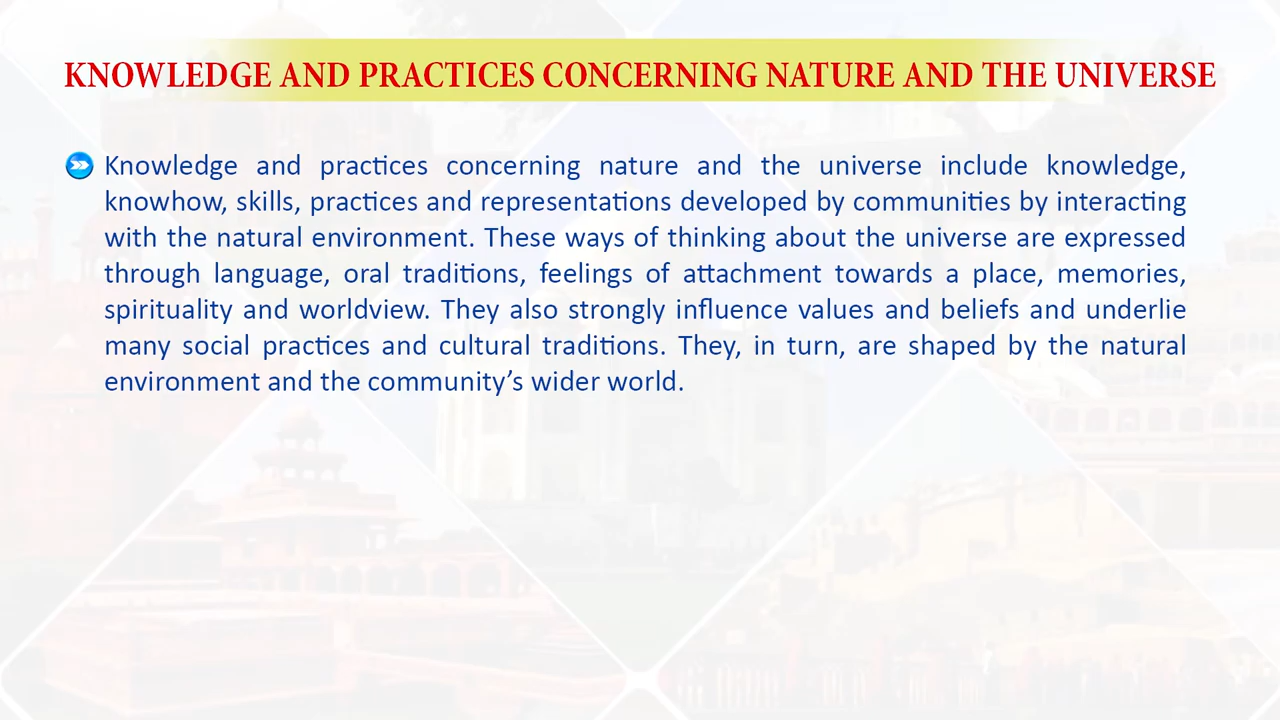 KNOWLEDGE AND PRACTICES CONCERNING NATURE AND THE UNIVERSE
Knowledge and practices concerning nature and the universe include knowledge,
knowhow, skills, practices and representations developed by communities by interacting
with the natural environment. These ways of thinking about the universe are expressed
through language, oral traditions, feelings of attachment towards a place, memories,
spirituality and worldview. They also strongly influence values and beliefs and underlie
many social practices and cultural traditions. They, in turn, are shaped by the natural
environment and the community’s wider world.